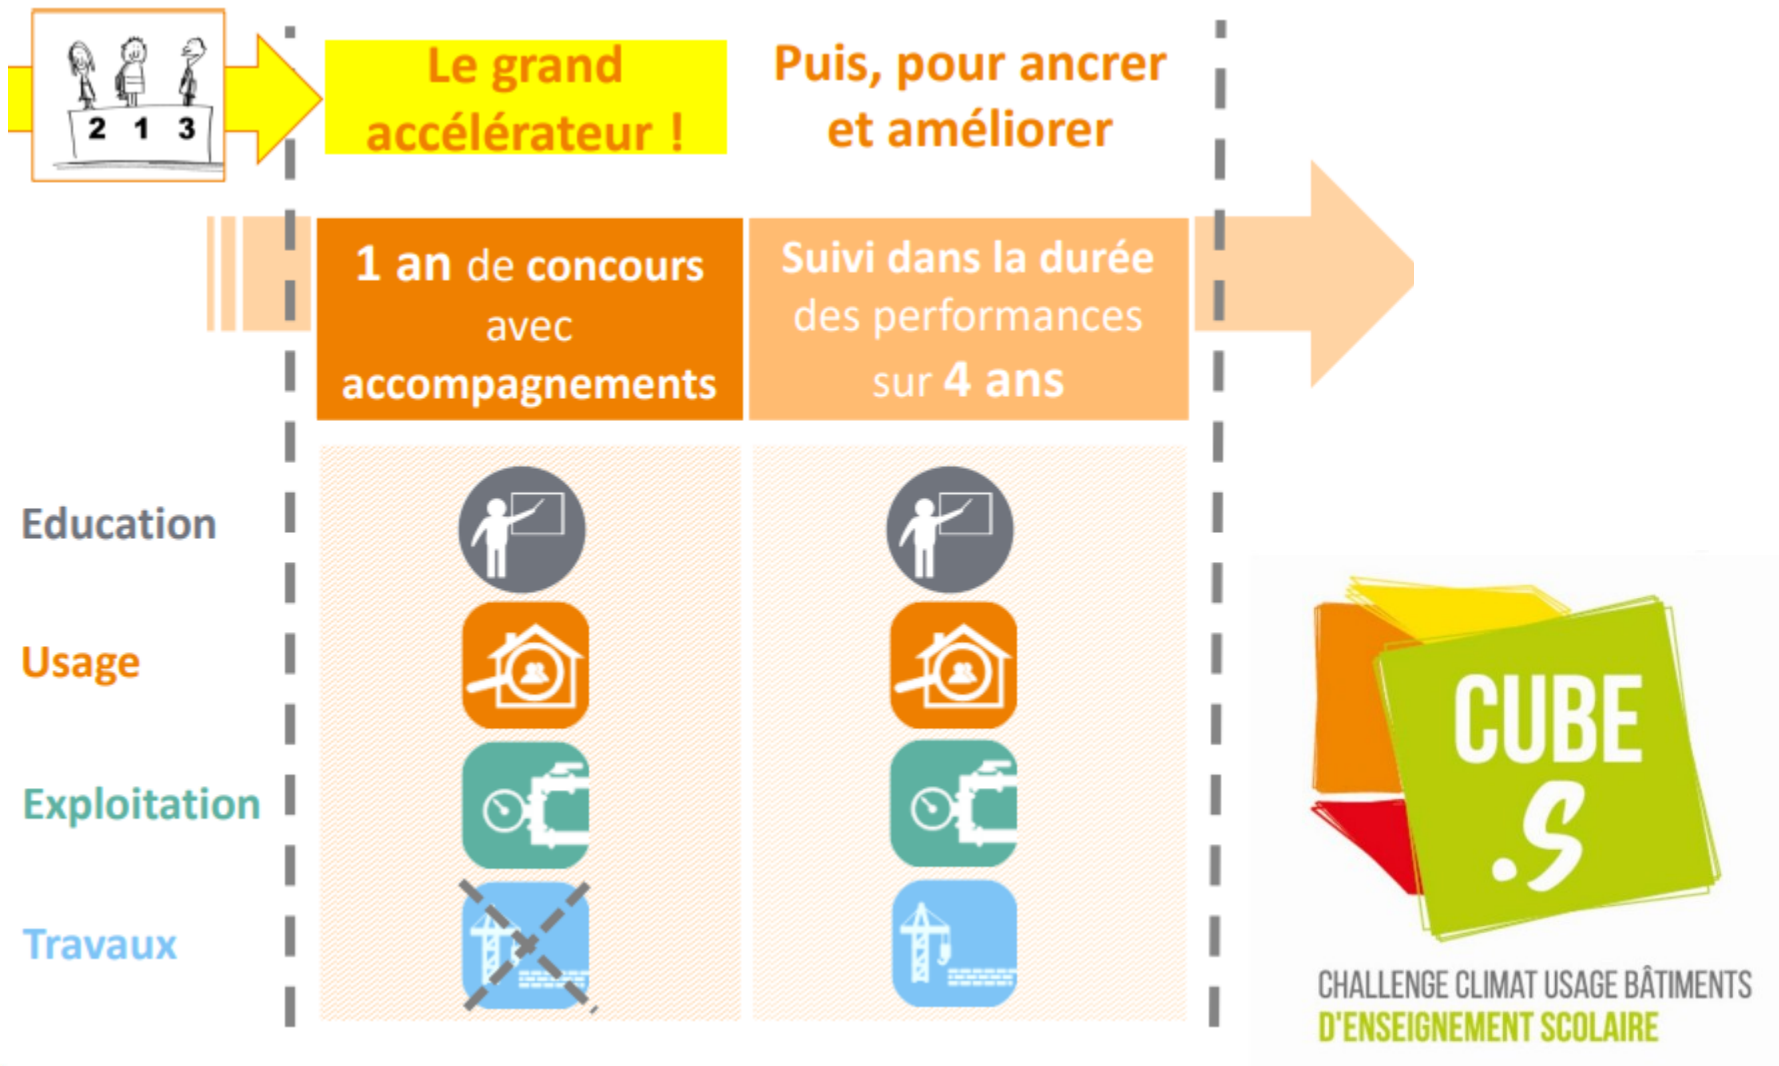 2 1 3
Le grand
accélérateur !
Puis, pour ancrer
et améliorer
1 an de concours
avec
accompagnements
Suivi dans la durée
des performances
sur 4 ans
Education
Usage
Exploitation
Travaux
CUBE
.S
CHALLENGE CLIMAT USAGE BÂTIMENTS
D'ENSEIGNEMENT SCOLAIRE